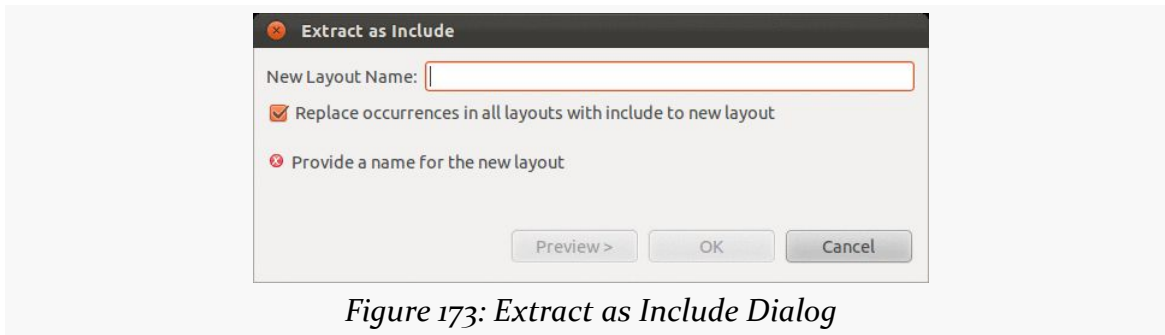 Extract as Include
New Layout Name:
Replace occurrences in all layouts with include to new layout
Provide a name for the new layout
Preview > OK Cancel
Figure 173: Extract as Include Dialog